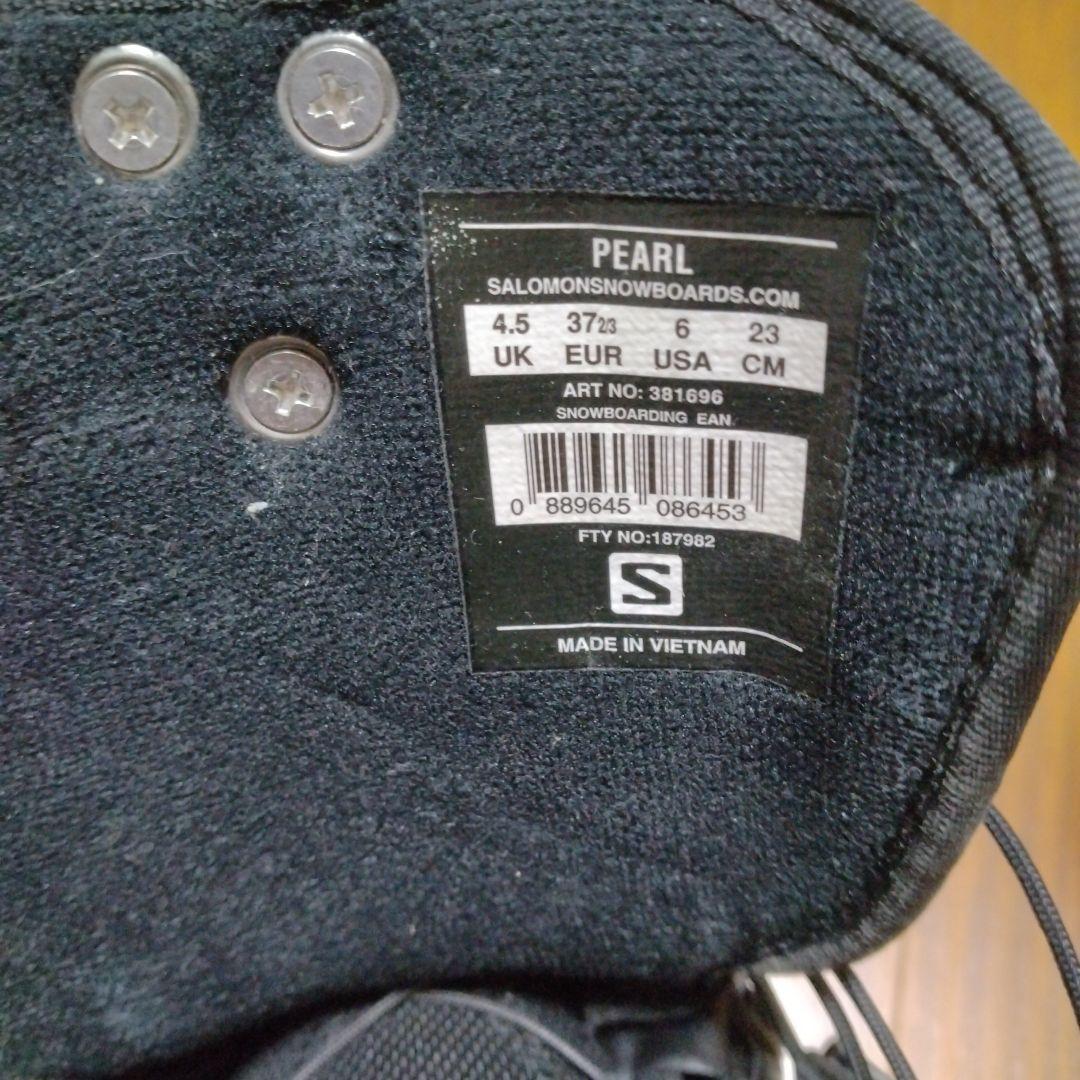 PEARL
SALOMONSNOWBOARDS.COM
4.5 37 2/3 6 23
UK EUR USA CM
ART NO: 381696
SNOWBOARDING EAN
0 889645 086453
FTY NO:187982
S
MADE IN VIETNAM